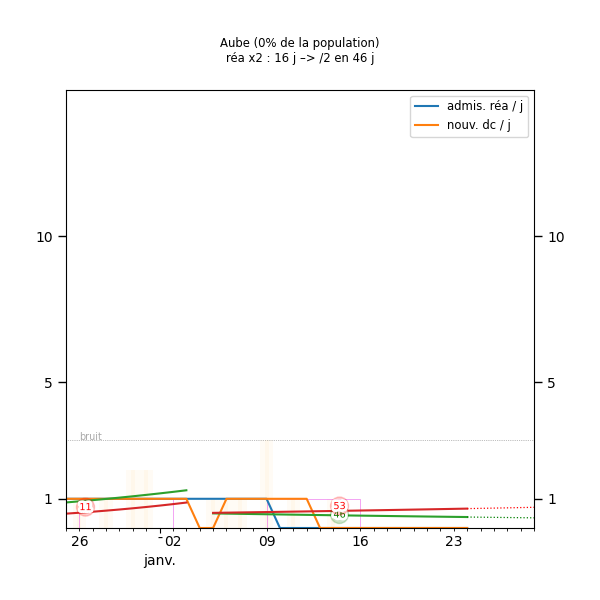 Aube (0% de la population)
réa x2 : 16 j –> /2 en 46 j
admis. réa / j
nouv. dc / j
10
10
5
5
bruit
1
1
11
53
46
26
02
09
16
23
janv.